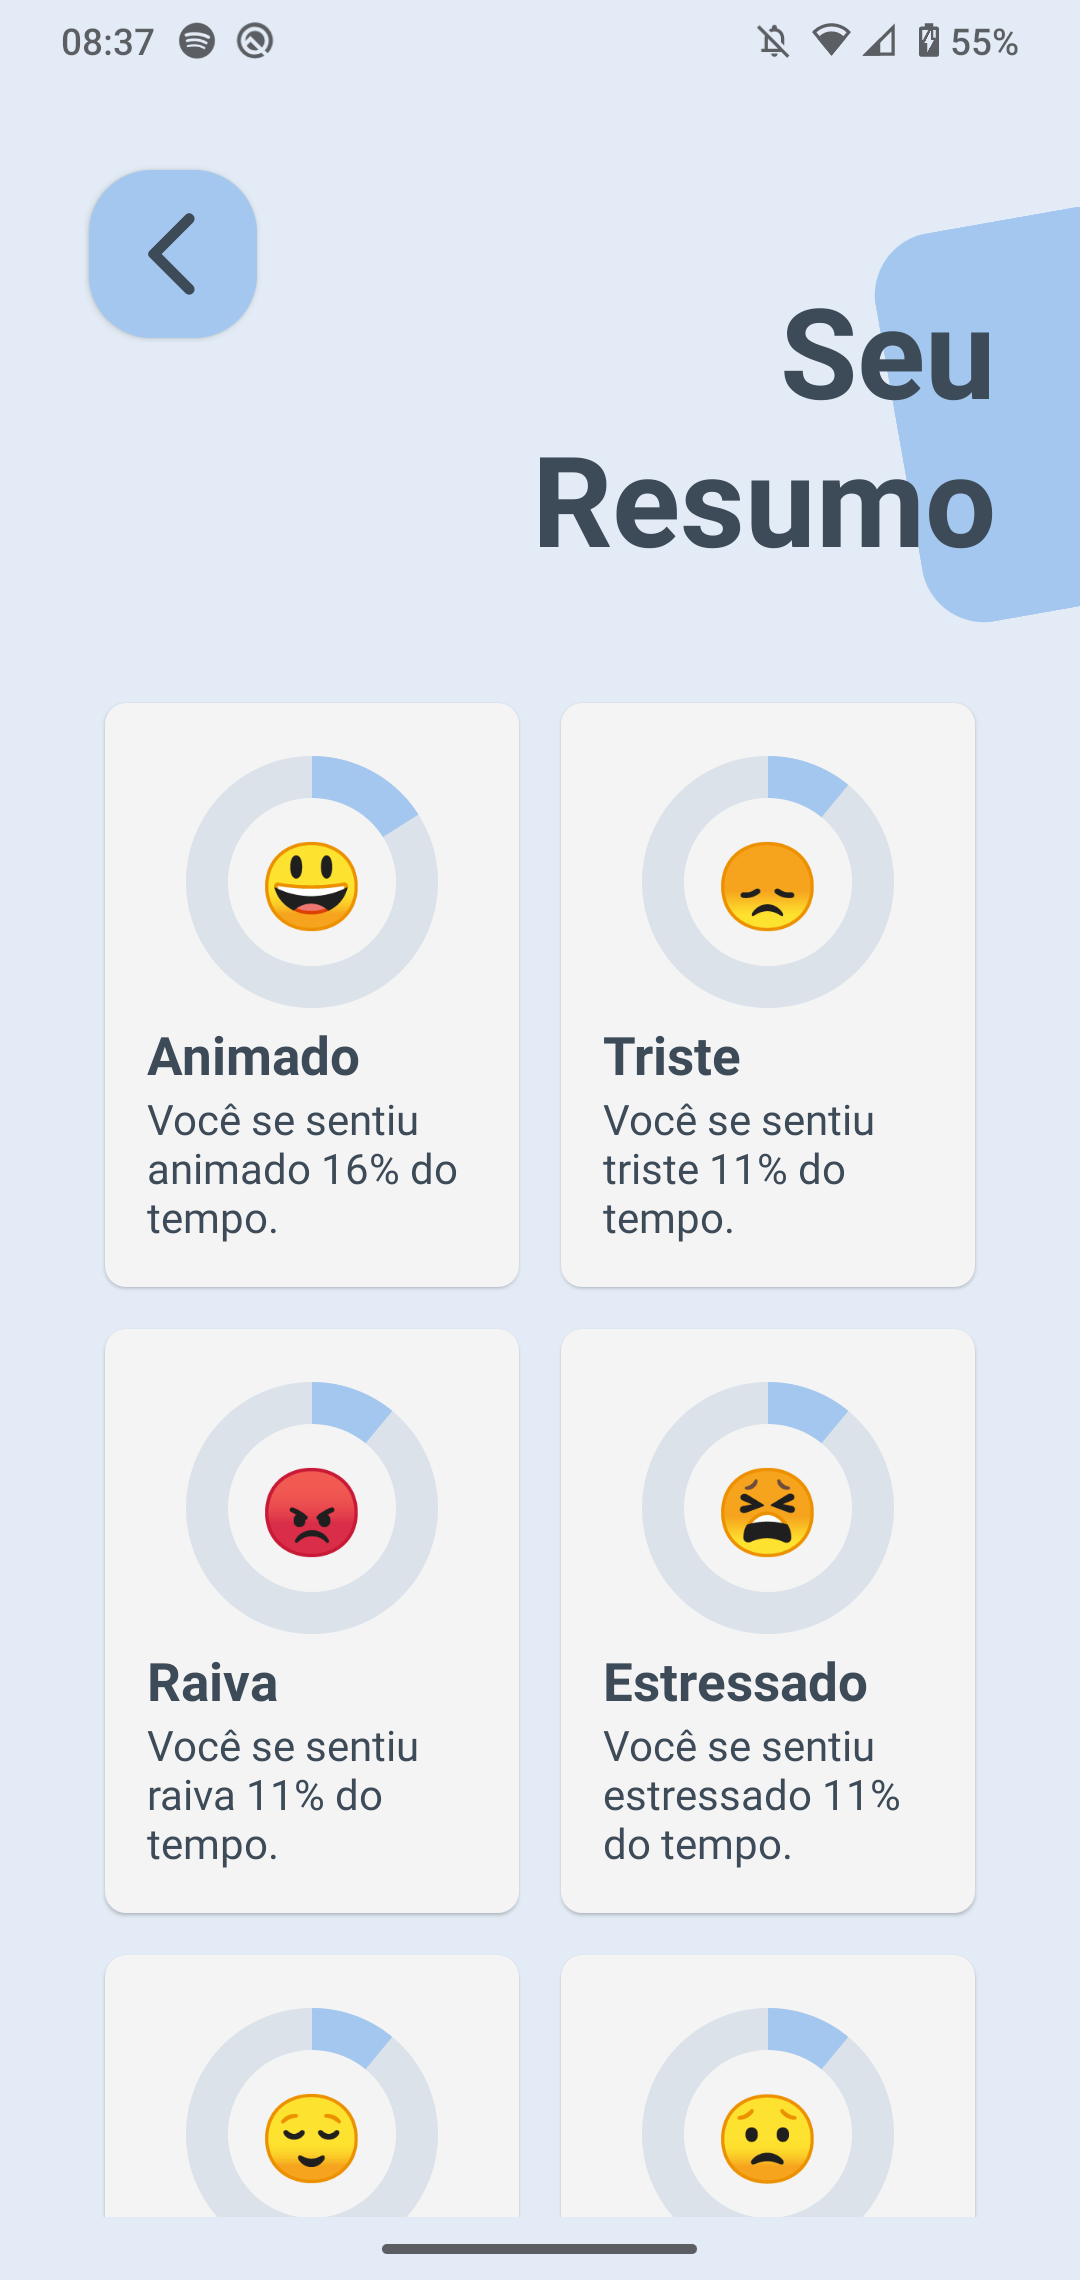 08:37
55%
Seu
Resumo
Animado
Você se sentiu
animado 16% do
tempo.
Triste
Você se sentiu
triste 11% do
tempo.
Raiva
Você se sentiu
raiva 11% do
tempo.
Estressado
Você se sentiu
estressado 11%
do tempo.